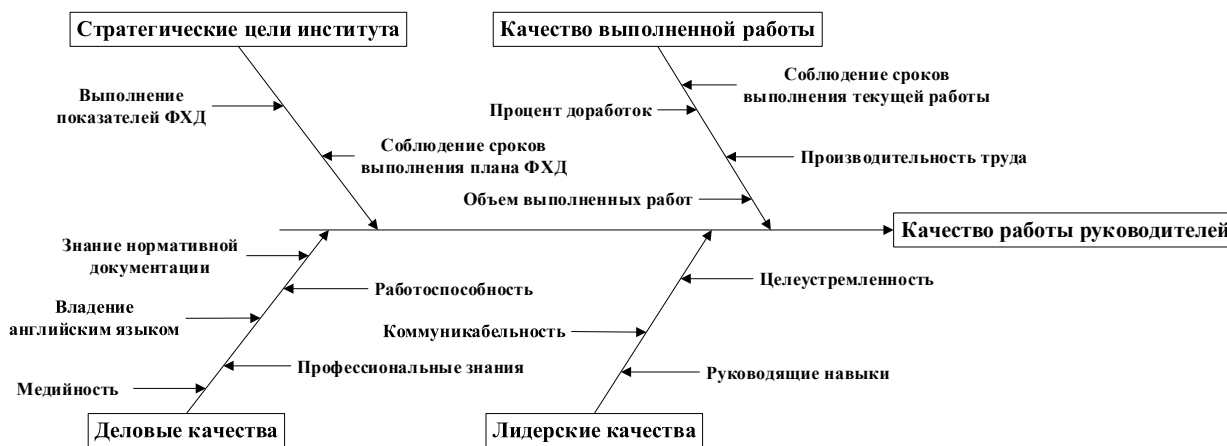 Стратегические цели института
Качество выполненной работы
Выполнение
показателей ФХД
Соблюдение сроков
выполнения плана ФХД
Соблюдение сроков
выполнения текущей работы
Процент доработок
Производительность труда
Объем выполненных работ
Качество работы руководителей
Знание нормативной
документации
Работоспособность
Владение
английским языком
Профессиональные знания
Медийность
Деловые качества
Целеустремленность
Коммуникабельность
Руководящие навыки
Лидерские качества